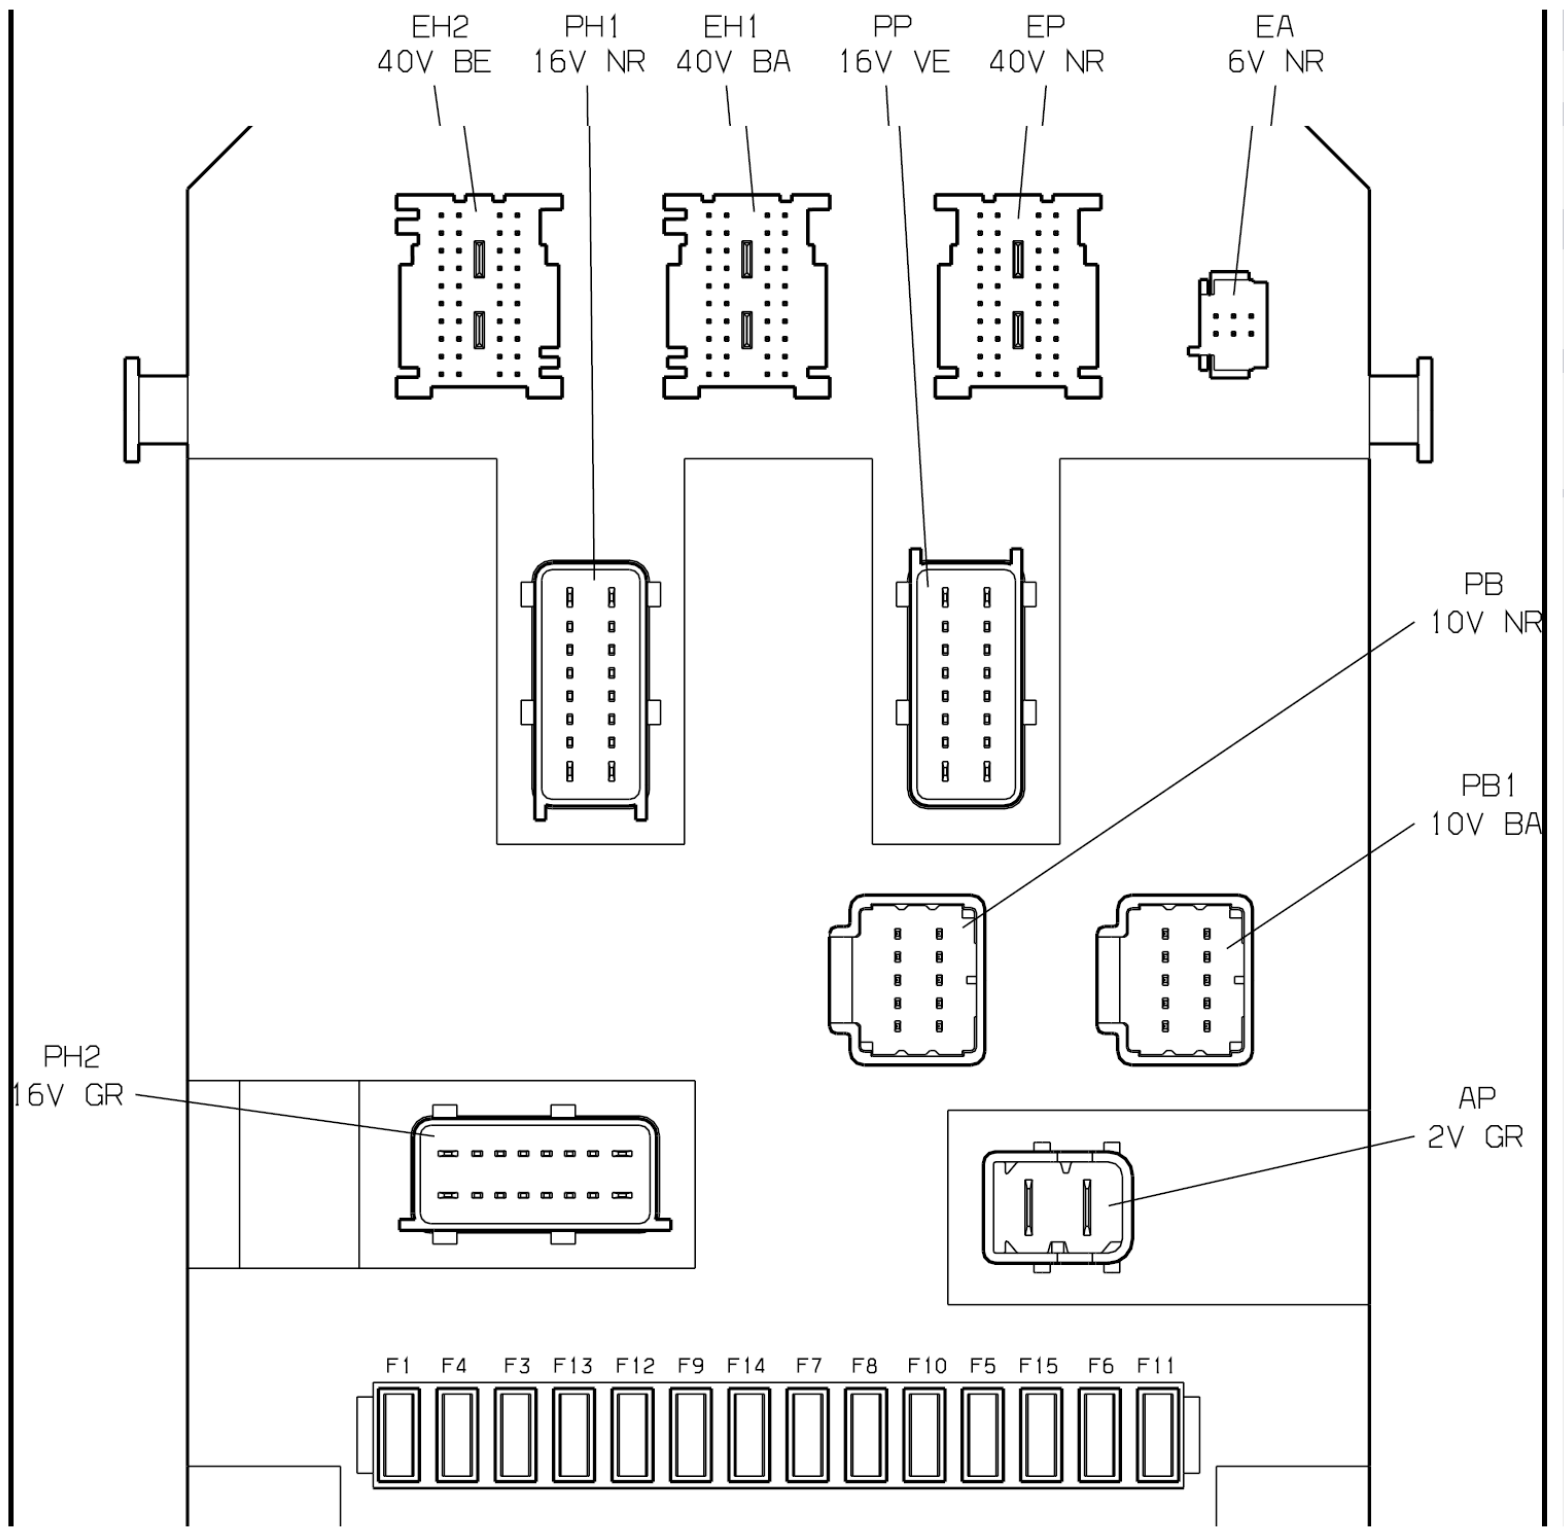 EH2
40V BE
PH1
16V NR
EH1
40V BA
PP
16V VE
EP
40V NR
EA
6V NR
PB
10V NR
PB1
10V BA
PH2
16V GR
AP
2V GR
F1 F4 F3 F13 F12 F9 F14 F7 F8 F10 F5 F15 F6 F11